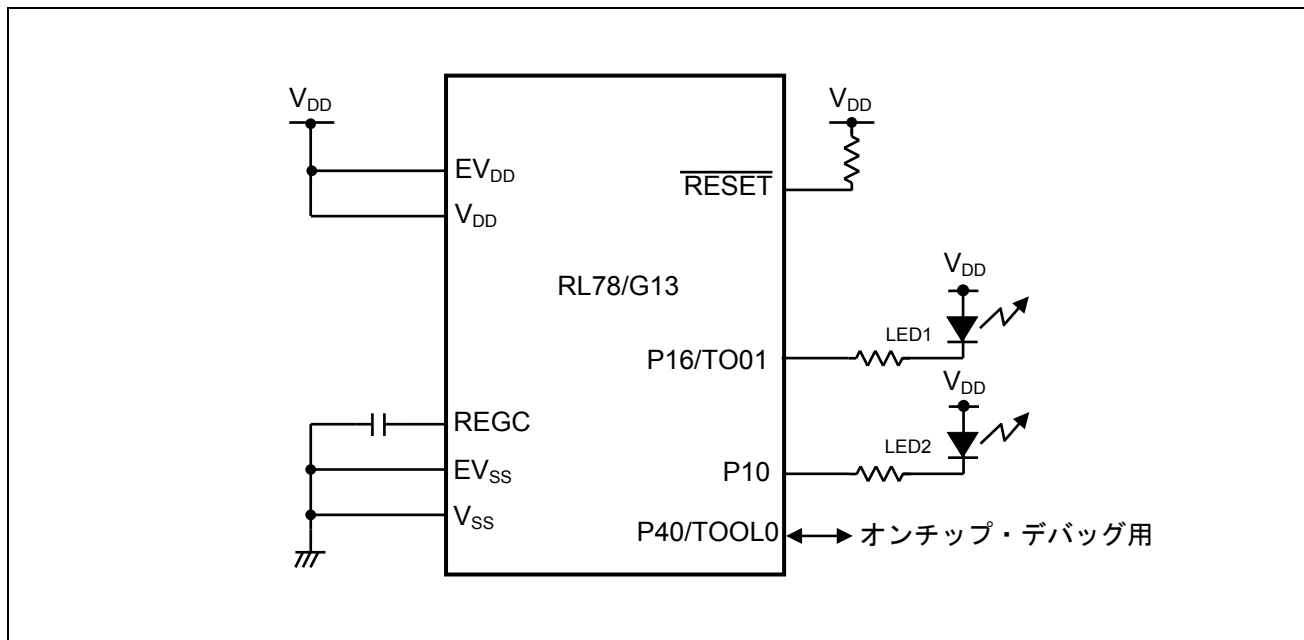 VDD
VDD
EVDD
RESET
VDD
RL78/G13
VDD
LED1
P16/TO01
VDD
REGC
LED2
EVSS
P10
VSS
P40/TOOL0
オンチップ・デバッグ用